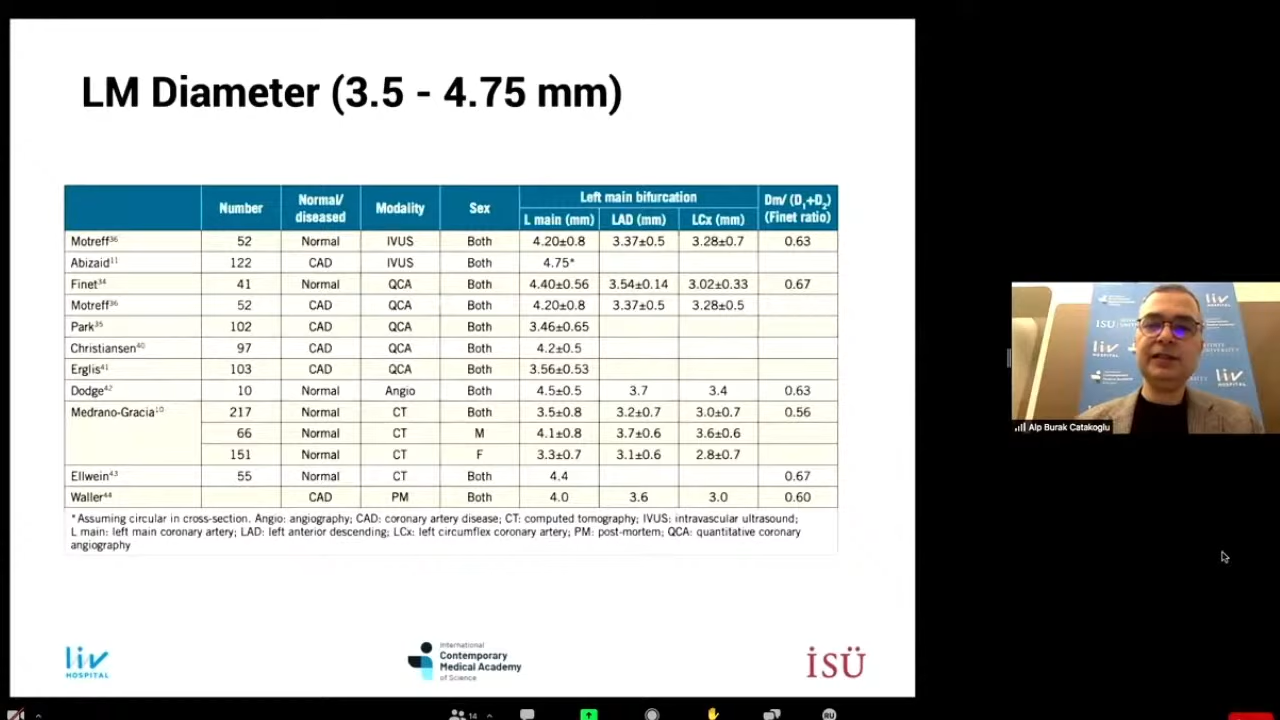 LM Diameter (3.5 - 4.75 mm)
Number Normal/ diseased Modality Sex Left main bifurcation Dm/ (D1+D2) (Finet ratio)
L main (mm) LAD (mm) LCx (mm)
Motreff36 52 Normal IVUS Both 4.20±0.8 3.37±0.5 3.28±0.7 0.63
Abizaid11 122 CAD IVUS Both 4.75*
Finet34 41 Normal QCA Both 4.40±0.56 3.54±0.14 3.02±0.33 0.67
Motreff36 52 CAD QCA Both 4.20±0.8 3.37±0.5 3.28±0.5
Park35 102 CAD QCA Both 3.46±0.65
Christiansen40 97 CAD QCA Both 4.2±0.5
Erglis41 103 CAD QCA Both 3.56±0.53
Dodge42 10 Normal Angio Both 4.5±0.5 3.7 3.4 0.63
Medrano-Gracia10 217 Normal CT Both 3.5±0.8 3.2±0.7 3.0±0.7 0.56
66 Normal CT M 4.1±0.8 3.7±0.6 3.6±0.6
151 Normal CT F 3.3±0.7 3.1±0.6 2.8±0.7
Ellwein43 55 Normal CT Both 4.4 0.67
Waller44 CAD PM Both 4.0 3.6 3.0 0.60
*Assuming circular in cross-section. Angio: angiography; CAD: coronary artery disease; CT: computed tomography; IVUS: intravascular ultrasound;
L main: left main coronary artery; LAD: left anterior descending; LCx: left circumflex coronary artery; PM: post-mortem; QCA: quantitative coronary
angiography
liv
HOSPITAL
International
Contemporary
Medical Academy
of Science
İSÜ
liv
HOSPITAL
İSU
liv
liv
Alp Burak Catakoglu
14
RU